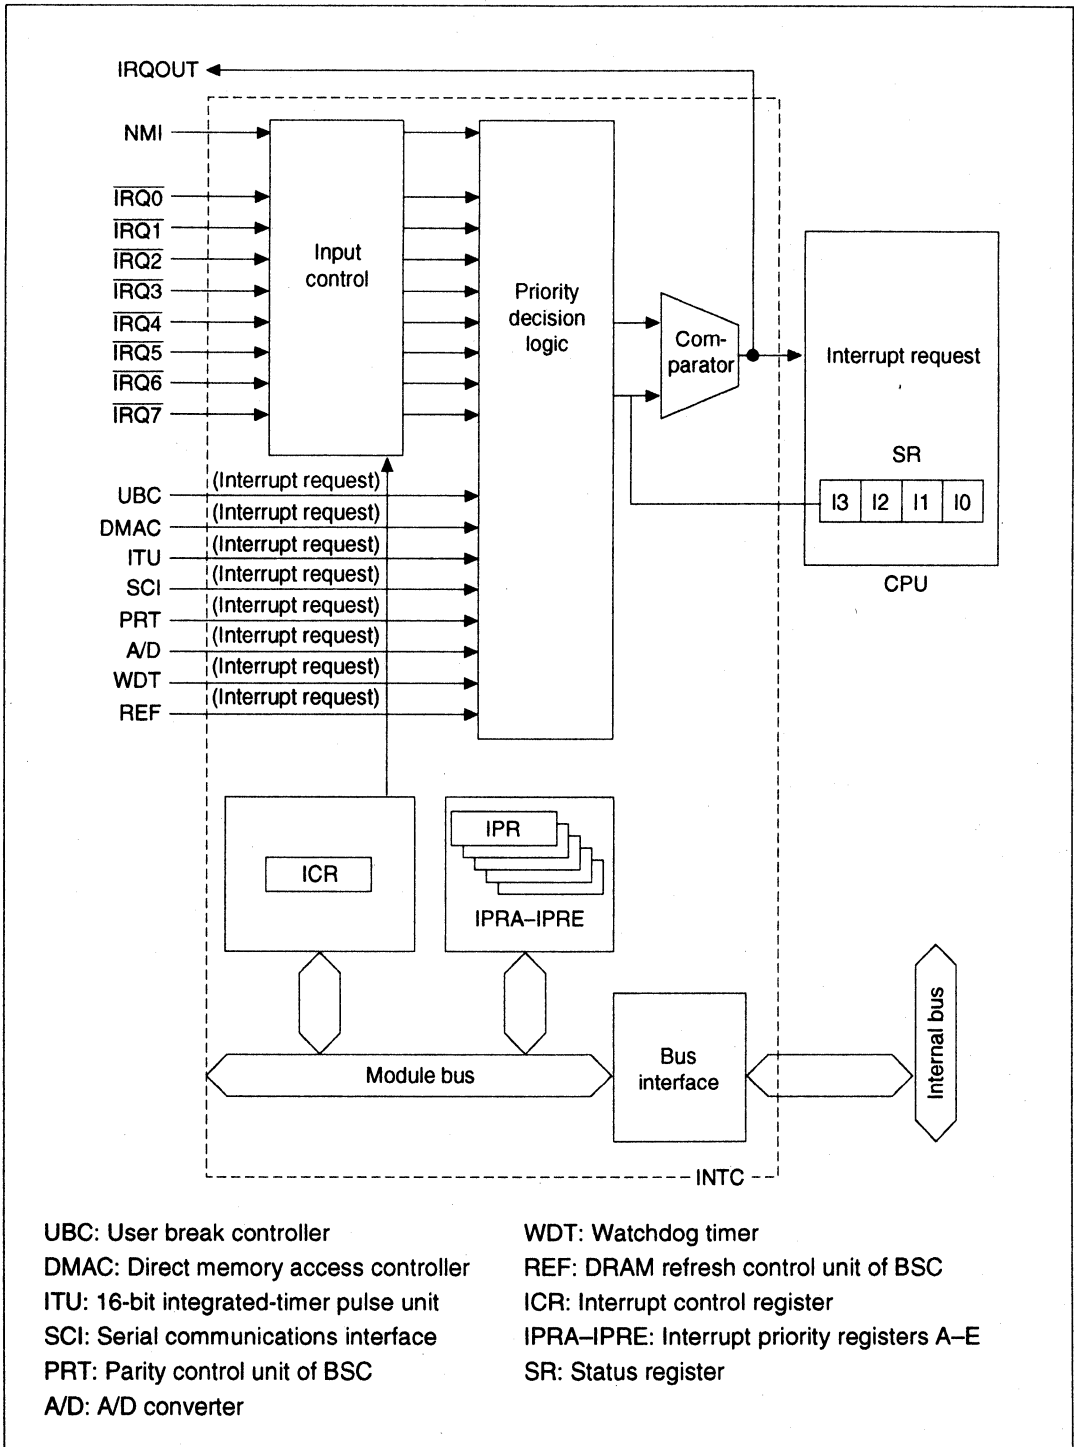 IRQOUT
NMI
IRQ0
IRQ1
IRQ2
IRQ3
IRQ4
IRQ5
IRQ6
IRQ7
Input
control
Priority
decision
logic
Com-
parator
Interrupt request
SR
I3 I2 I1 I0
CPU
UBC (Interrupt request)
DMAC (Interrupt request)
ITU (Interrupt request)
SCI (Interrupt request)
PRT (Interrupt request)
A/D (Interrupt request)
WDT (Interrupt request)
REF (Interrupt request)
ICR
IPR
IPRA–IPRE
Module bus
Bus
interface
Internal bus
INTC
UBC: User break controller
DMAC: Direct memory access controller
ITU: 16-bit integrated-timer pulse unit
SCI: Serial communications interface
PRT: Parity control unit of BSC
A/D: A/D converter
WDT: Watchdog timer
REF: DRAM refresh control unit of BSC
ICR: Interrupt control register
IPRA–IPRE: Interrupt priority registers A–E
SR: Status register